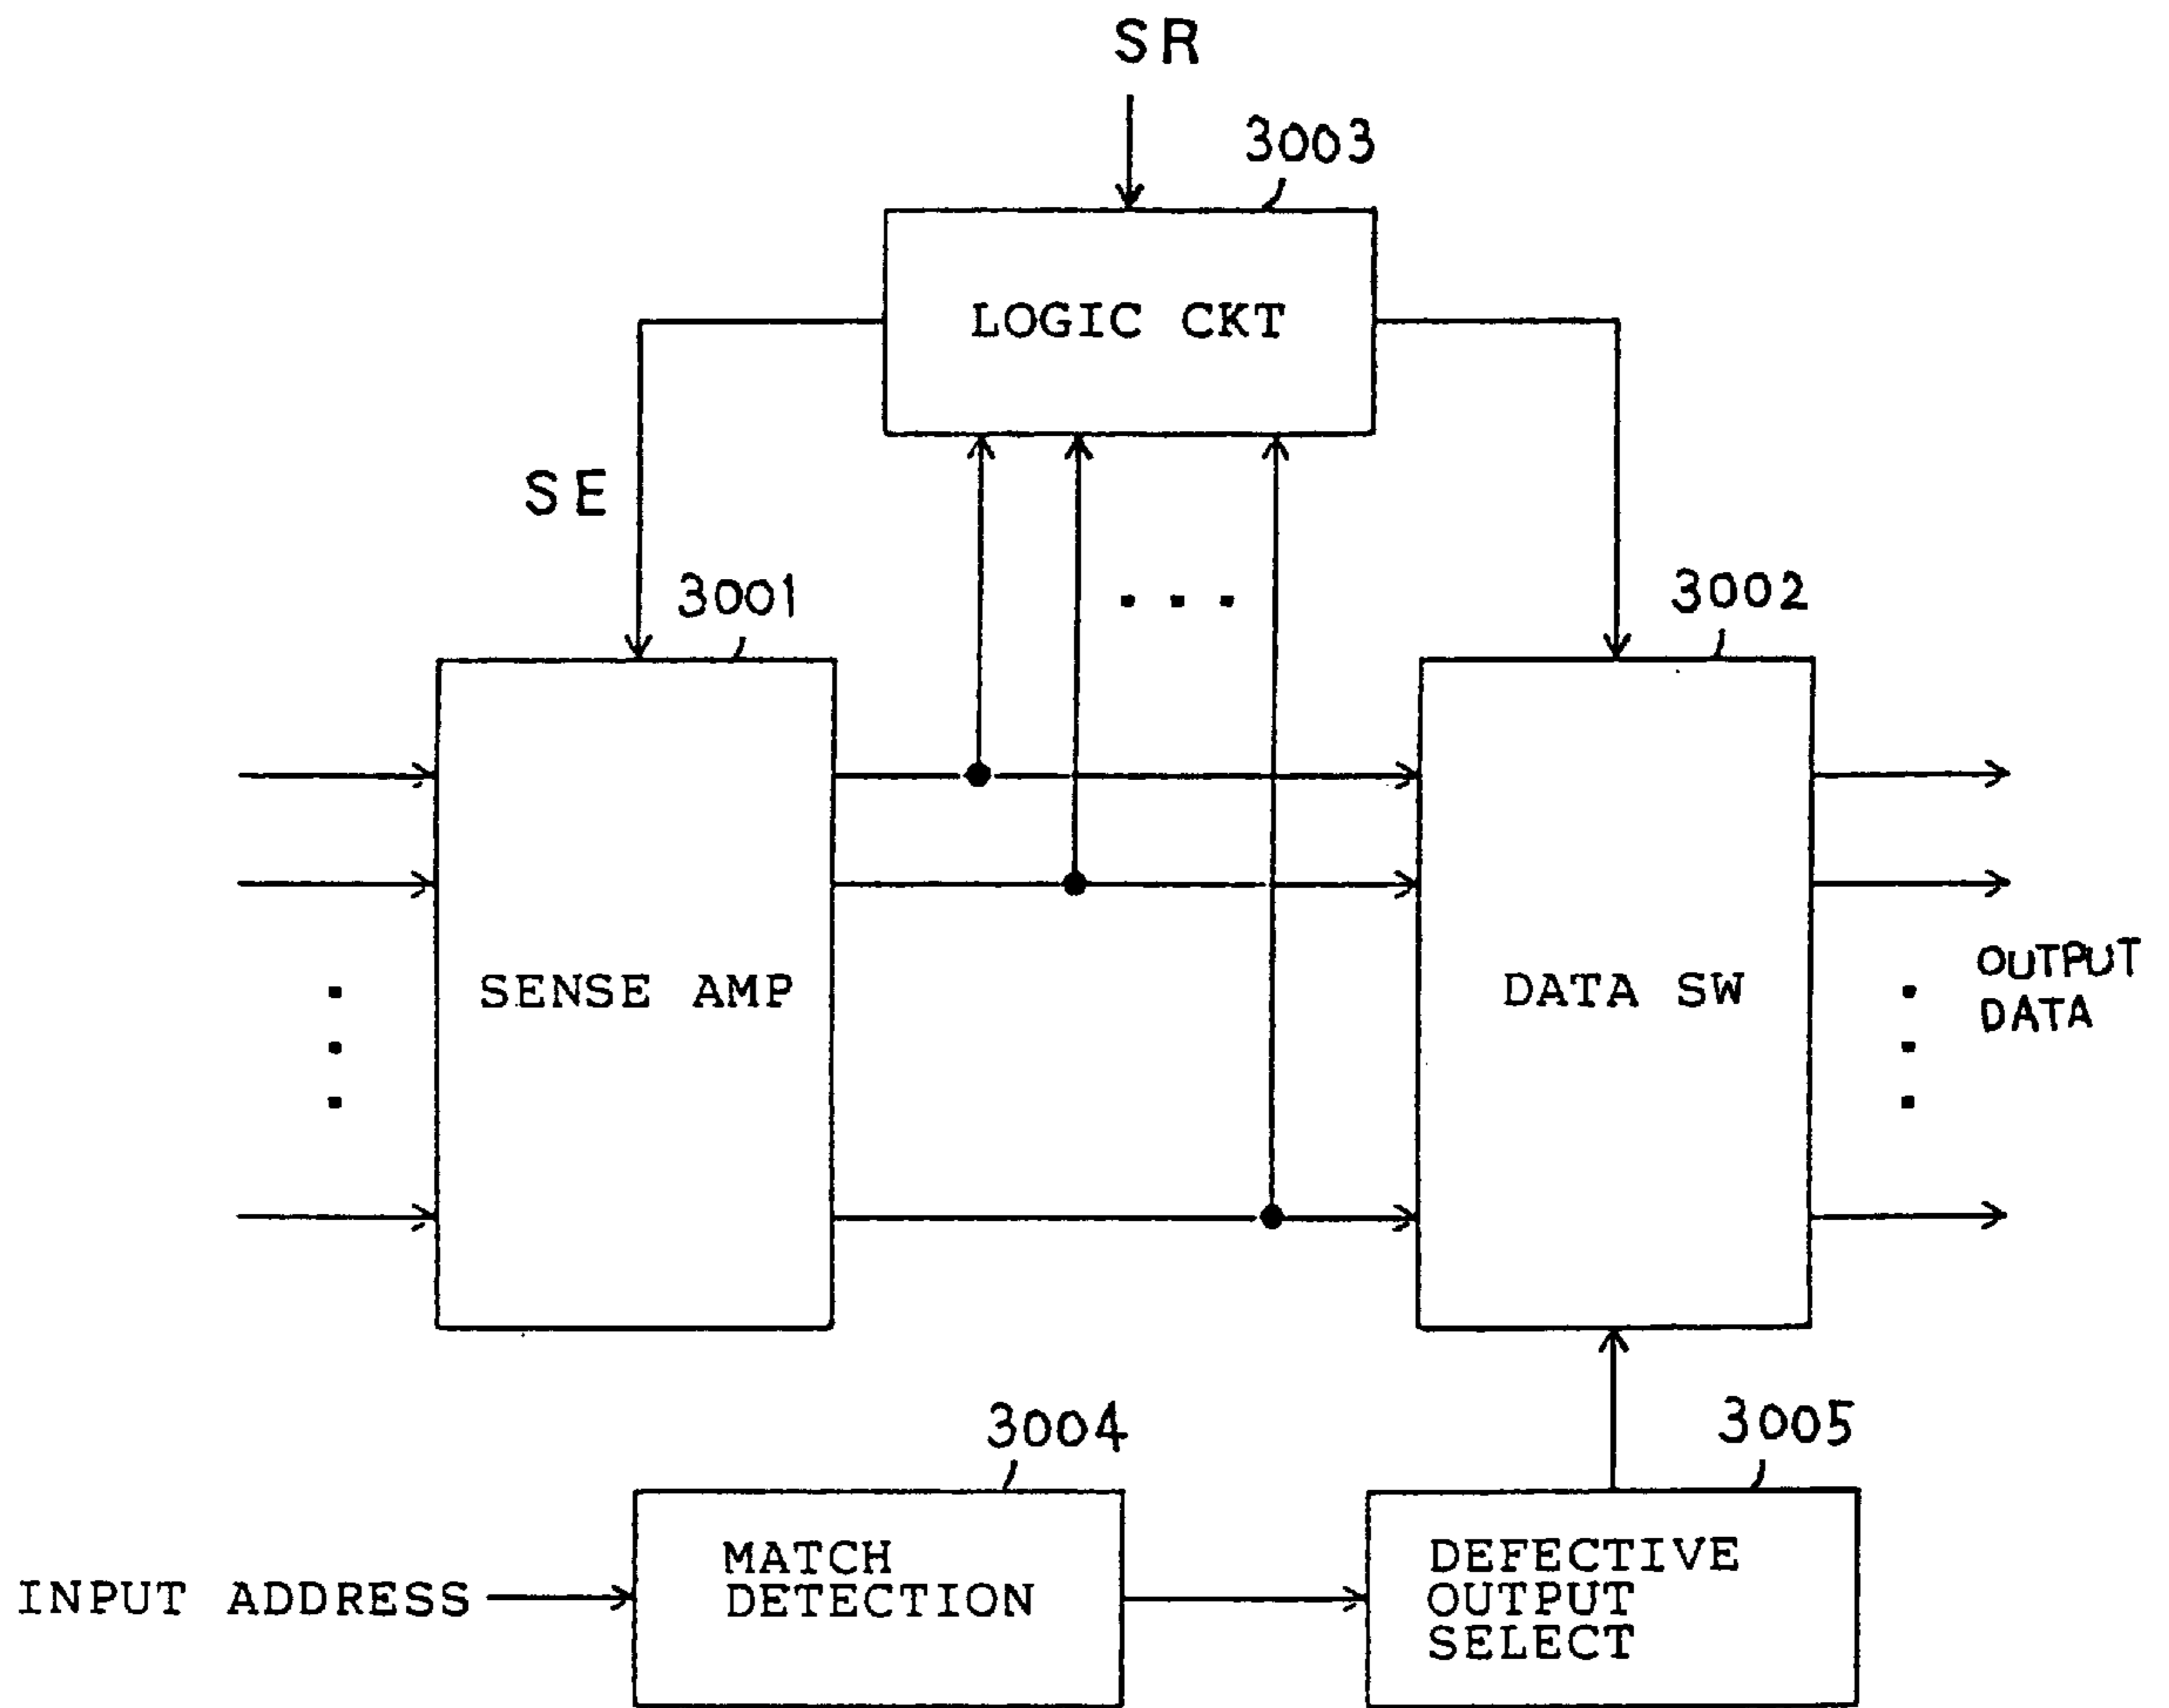 SR
3003
LOGIC CKT
SE
3001
3002
SENSE AMP
DATA SW
OUTPUT
DATA
3004
3005
INPUT ADDRESS
MATCH
DETECTION
DEFECTIVE
OUTPUT
SELECT